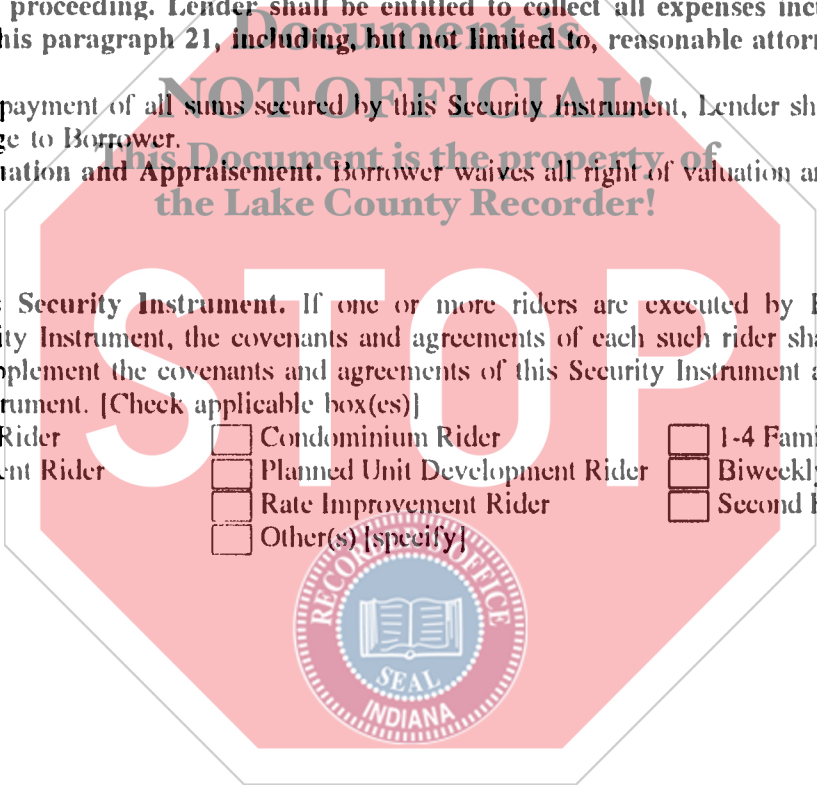 proceeding. Lender shall be entitled to collect all expenses inc
Document is
his paragraph 21, including, but not limited to, reasonable attor
NOT OFFICIAL!
payment of all sums secured by this Security Instrument, Lender sh
ge to Borrower.
This Document is the property of
uation and Appraisement. Borrower waives all right of valuation a
the Lake County Recorder!
STOP
s Security Instrument. If one or more riders are executed by B
ity Instrument, the covenants and agreements of each such rider sha
pplement the covenants and agreements of this Security Instrument a
rument. [Check applicable box(es)]
Rider Condominium Rider 1-4 Fami
ent Rider Planned Unit Development Rider Biweekly
Rate Improvement Rider Second H
Other(s) [specify]
RECORDER'S OFFICE
SEAL
INDIANA